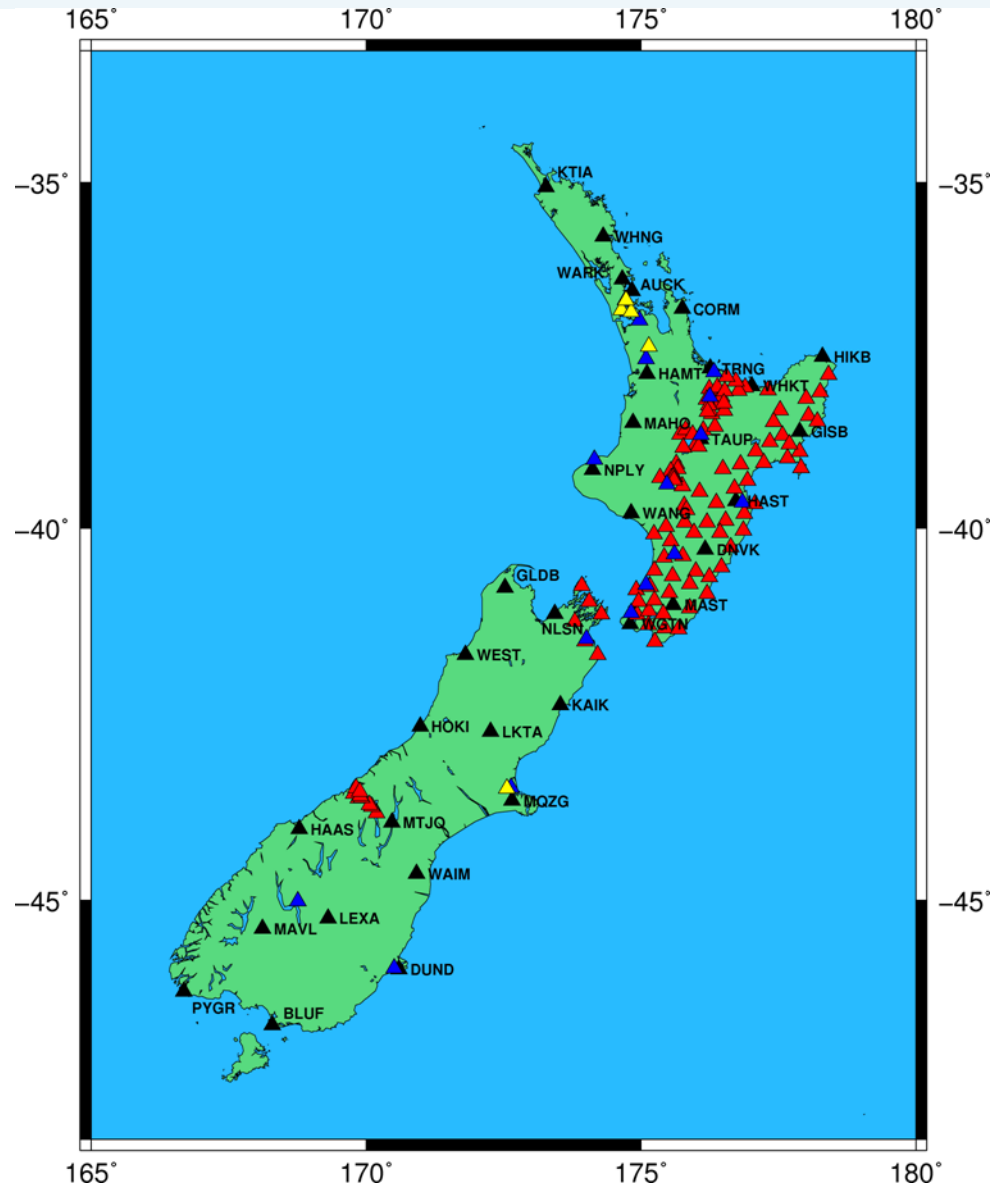 165° 170° 175° 180°
−35° −35°
KTIA
WHNG
WARK
AUCK
CORM
HIKB
TRNG
HAMT
WHKT
MAHO
GISB
TAUP
NPLY
HAST
WANG
−40° −40°
DNVK
GLDB
MAST
NLSN
WGTN
WEST
KAIK
HOKI
LKTA
MQZG
MTJO
HAAS
WAIM
−45° −45°
LEXA
MAVL
DUND
PYGR
BLUF
165° 170° 175° 180°